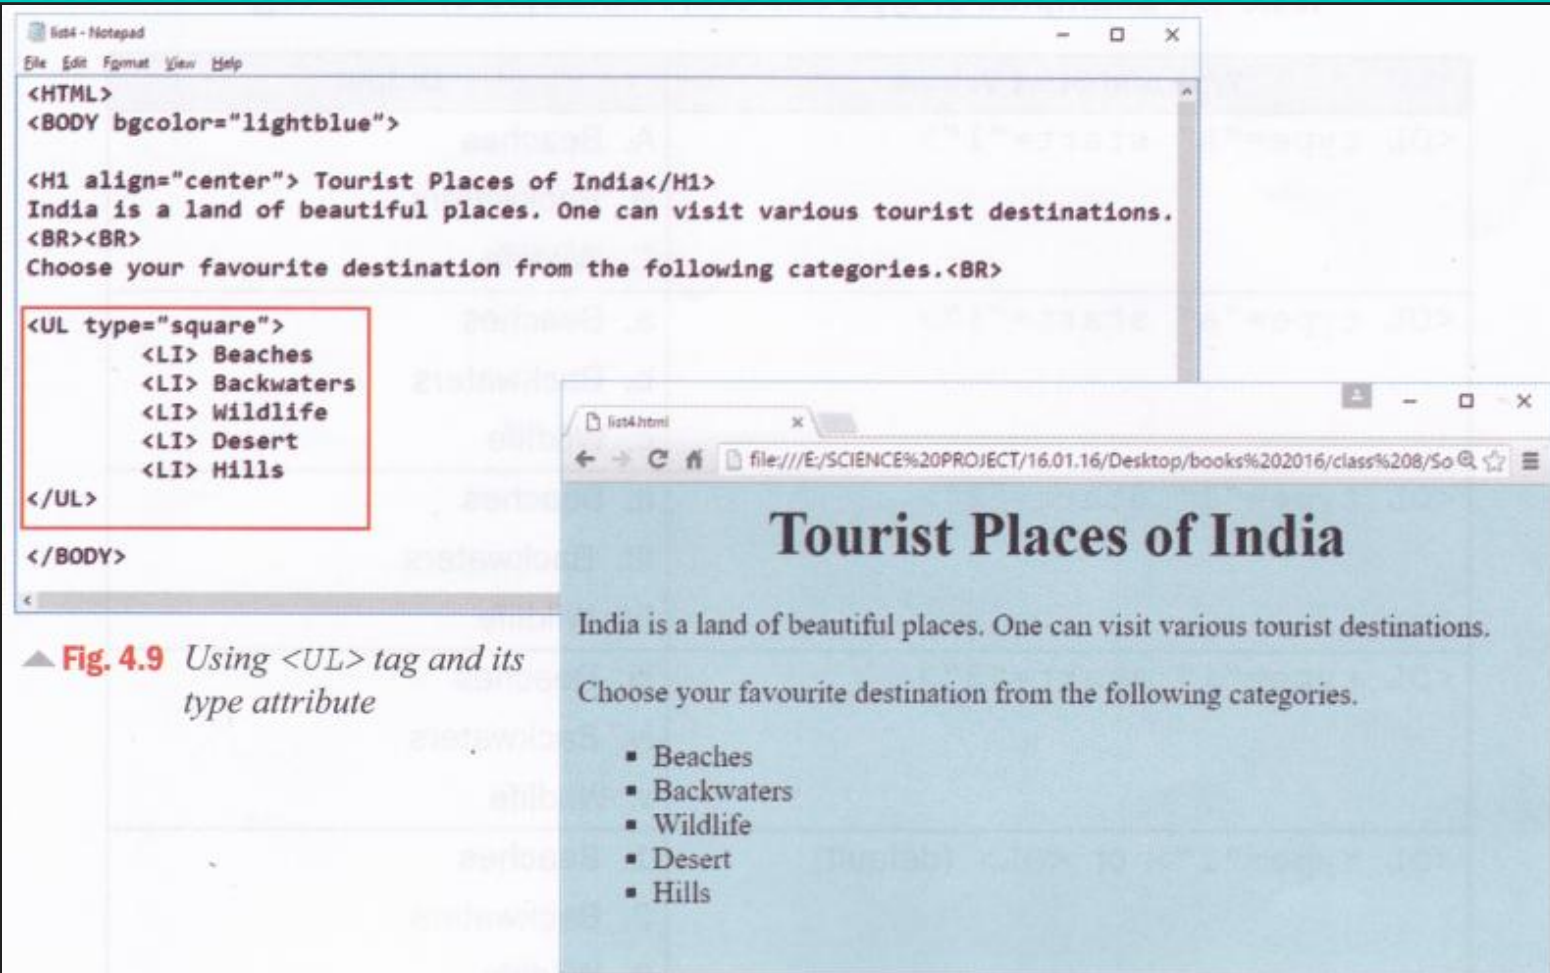 list4 - Notepad
File Edit Format View Help
<HTML>
<BODY bgcolor="lightblue">
<H1 align="center"> Tourist Places of India</H1>
India is a land of beautiful places. One can visit various tourist destinations.
<BR><BR>
Choose your favourite destination from the following categories.<BR>
<UL type="square">
<LI> Beaches
<LI> Backwaters
<LI> Wildlife
<LI> Desert
<LI> Hills
</UL>
</BODY>
Fig. 4.9 Using <UL> tag and its
type attribute
list4.html
file:///E:/SCIENCE%20PROJECT/16.01.16/Desktop/books%202016/class%208/So
Tourist Places of India
India is a land of beautiful places. One can visit various tourist destinations.
Choose your favourite destination from the following categories.
▪ Beaches
▪ Backwaters
▪ Wildlife
▪ Desert
▪ Hills